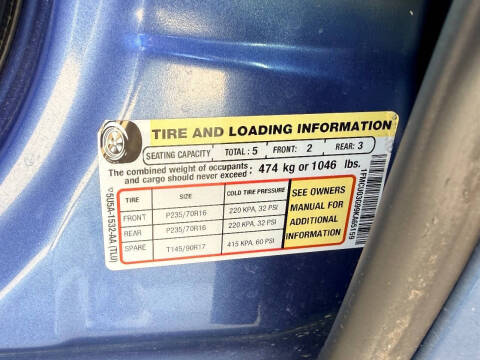 TIRE AND LOADING INFORMATION
SEATING CAPACITY TOTAL : 5 FRONT: 2 REAR: 3
The combined weight of occupants and cargo should never exceed : 474 kg or 1046 lbs.
TIRE SIZE COLD TIRE PRESSURE
FRONT P235/70R16 220 KPA, 32 PSI
REAR P235/70R16 220 KPA, 32 PSI
SPARE T145/90R17 415 KPA, 60 PSI
SEE OWNERS
MANUAL FOR
ADDITIONAL
INFORMATION